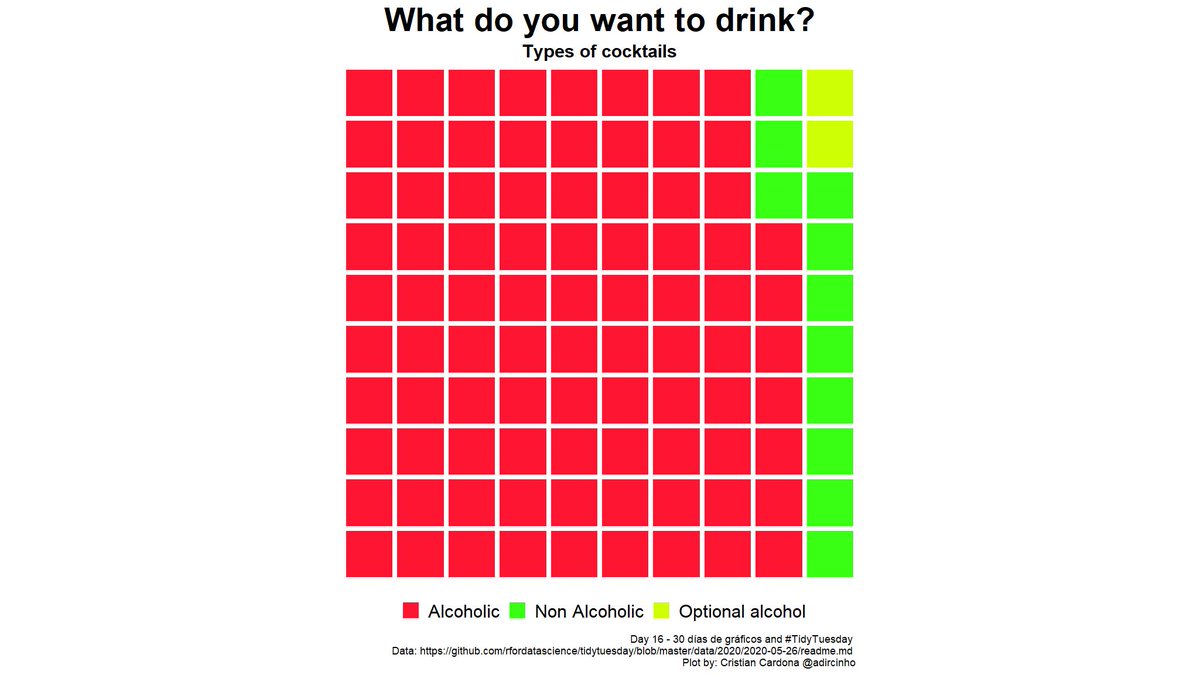 What do you want to drink?
Types of cocktails
Alcoholic Non Alcoholic Optional alcohol
Day 16 - 30 días de gráficos and #TidyTuesday
Data: https://github.com/rfordatascience/tidytuesday/blob/master/data/2020/2020-05-26/readme.md
Plot by: Cristian Cardona @adircinho